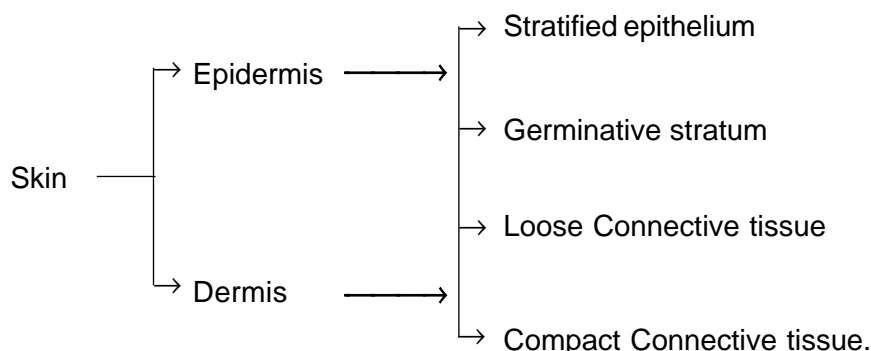 Stratified epithelium
Epidermis
Germinative stratum
Skin
Loose Connective tissue
Dermis
Compact Connective tissue.